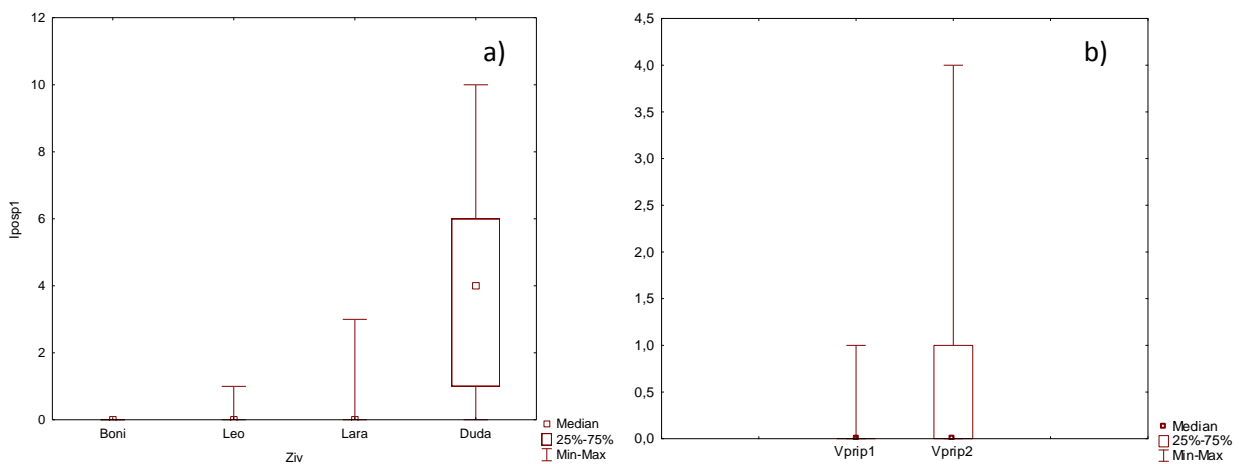 12
a)
10
8
Iposp1
6
4
2
0
Boni Leo Lara Duda
Ziv
Median
25%-75%
Min-Max
4,5
b)
4,0
3,5
3,0
2,5
2,0
1,5
1,0
0,5
0,0
Vprip1 Vprip2
Median
25%-75%
Min-Max